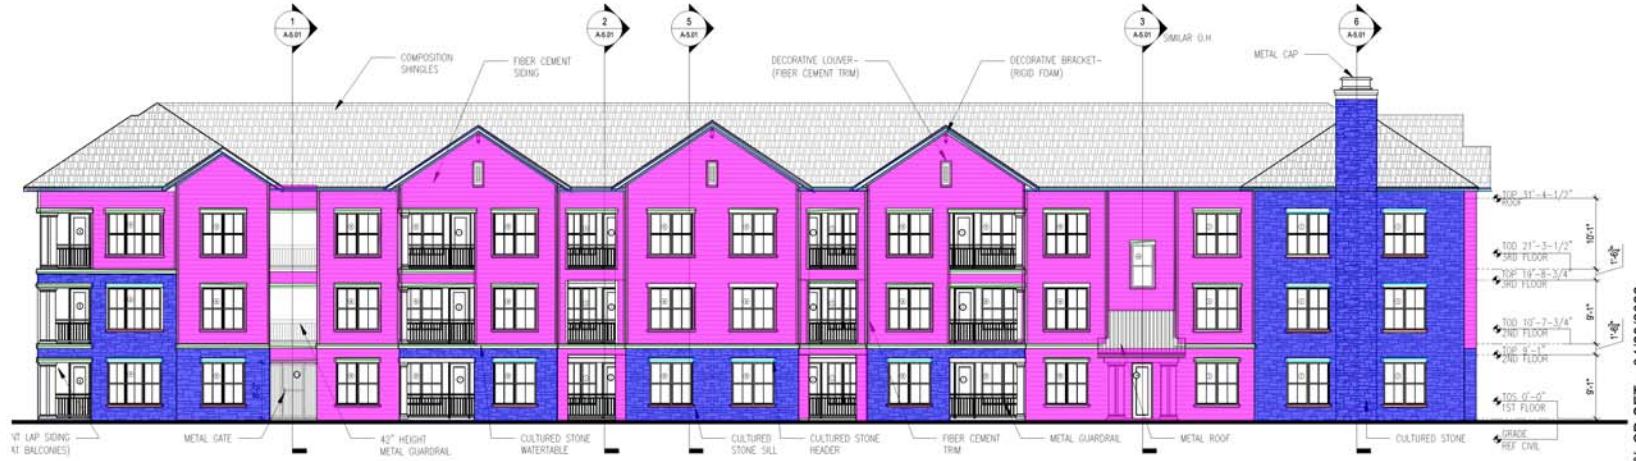 1
A-5.01
2
A-5.01
5
A-5.01
3
A-5.01
6
A-5.01
SIMILAR O.H
COMPOSITION
SHINGLES
FIBER CEMENT
SIDING
DECORATIVE LOUVER-
(FIBER CEMENT TRIM)
DECORATIVE BRACKET-
(RIGID FOAM)
METAL CAP
TOP 31'-4-1/2"
ROOF
10'-1"
TOD 21'-3-1/2"
3RD FLOOR
TOP 19'-8-3/4"
3RD FLOOR
9'-1"
TOD 10'-7-3/4"
2ND FLOOR
TOP 9'-1"
2ND FLOOR
9'-1"
TOS 0'-0"
1ST FLOOR
GRADE
REF CIVIL
NT LAP SIDING
AT BALCONIES)
METAL GATE
42" HEIGHT
METAL GUARDRAIL
CULTURED STONE
WATERTABLE
CULTURED
STONE SILL
CULTURED STONE
HEADER
FIBER CEMENT
TRIM
METAL GUARDRAIL
METAL ROOF
CULTURED STONE